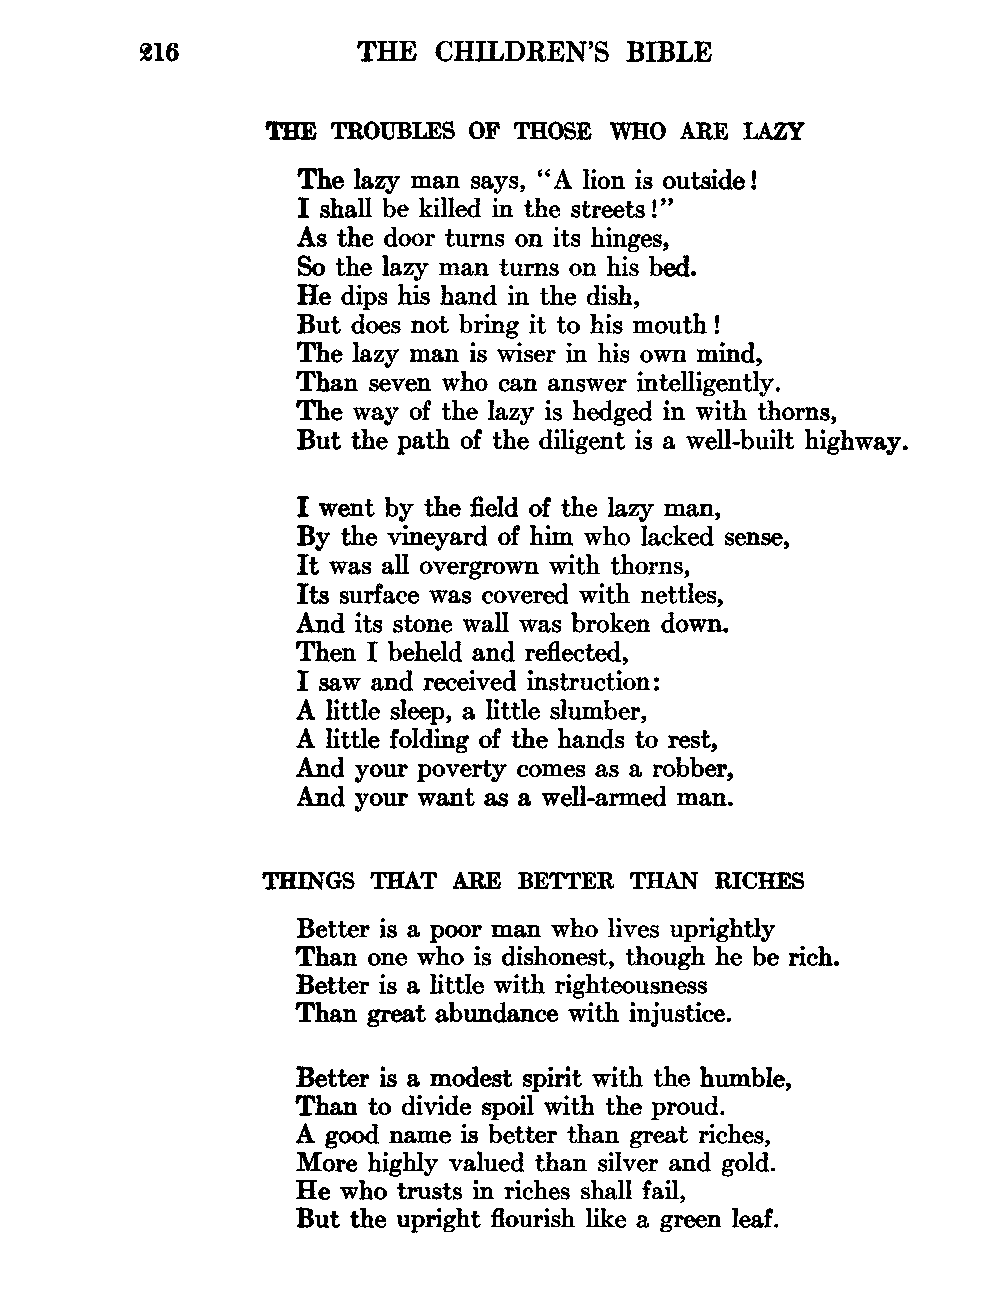 216 THE CHILDREN'S BIBLE
THE TROUBLES OF THOSE WHO ARE LAZY
The lazy man says, "A lion is outside!
I shall be killed in the streets!"
As the door turns on its hinges,
So the lazy man turns on his bed.
He dips his hand in the dish,
But does not bring it to his mouth!
The lazy man is wiser in his own mind,
Than seven who can answer intelligently.
The way of the lazy is hedged in with thorns,
But the path of the diligent is a well-built highway.
I went by the field of the lazy man,
By the vineyard of him who lacked sense,
It was all overgrown with thorns,
Its surface was covered with nettles,
And its stone wall was broken down.
Then I beheld and reflected,
I saw and received instruction:
A little sleep, a little slumber,
A little folding of the hands to rest,
And your poverty comes as a robber,
And your want as a well-armed man.
THINGS THAT ARE BETTER THAN RICHES
Better is a poor man who lives uprightly
Than one who is dishonest, though he be rich.
Better is a little with righteousness
Than great abundance with injustice.
Better is a modest spirit with the humble,
Than to divide spoil with the proud.
A good name is better than great riches,
More highly valued than silver and gold.
He who trusts in riches shall fail,
But the upright flourish like a green leaf.